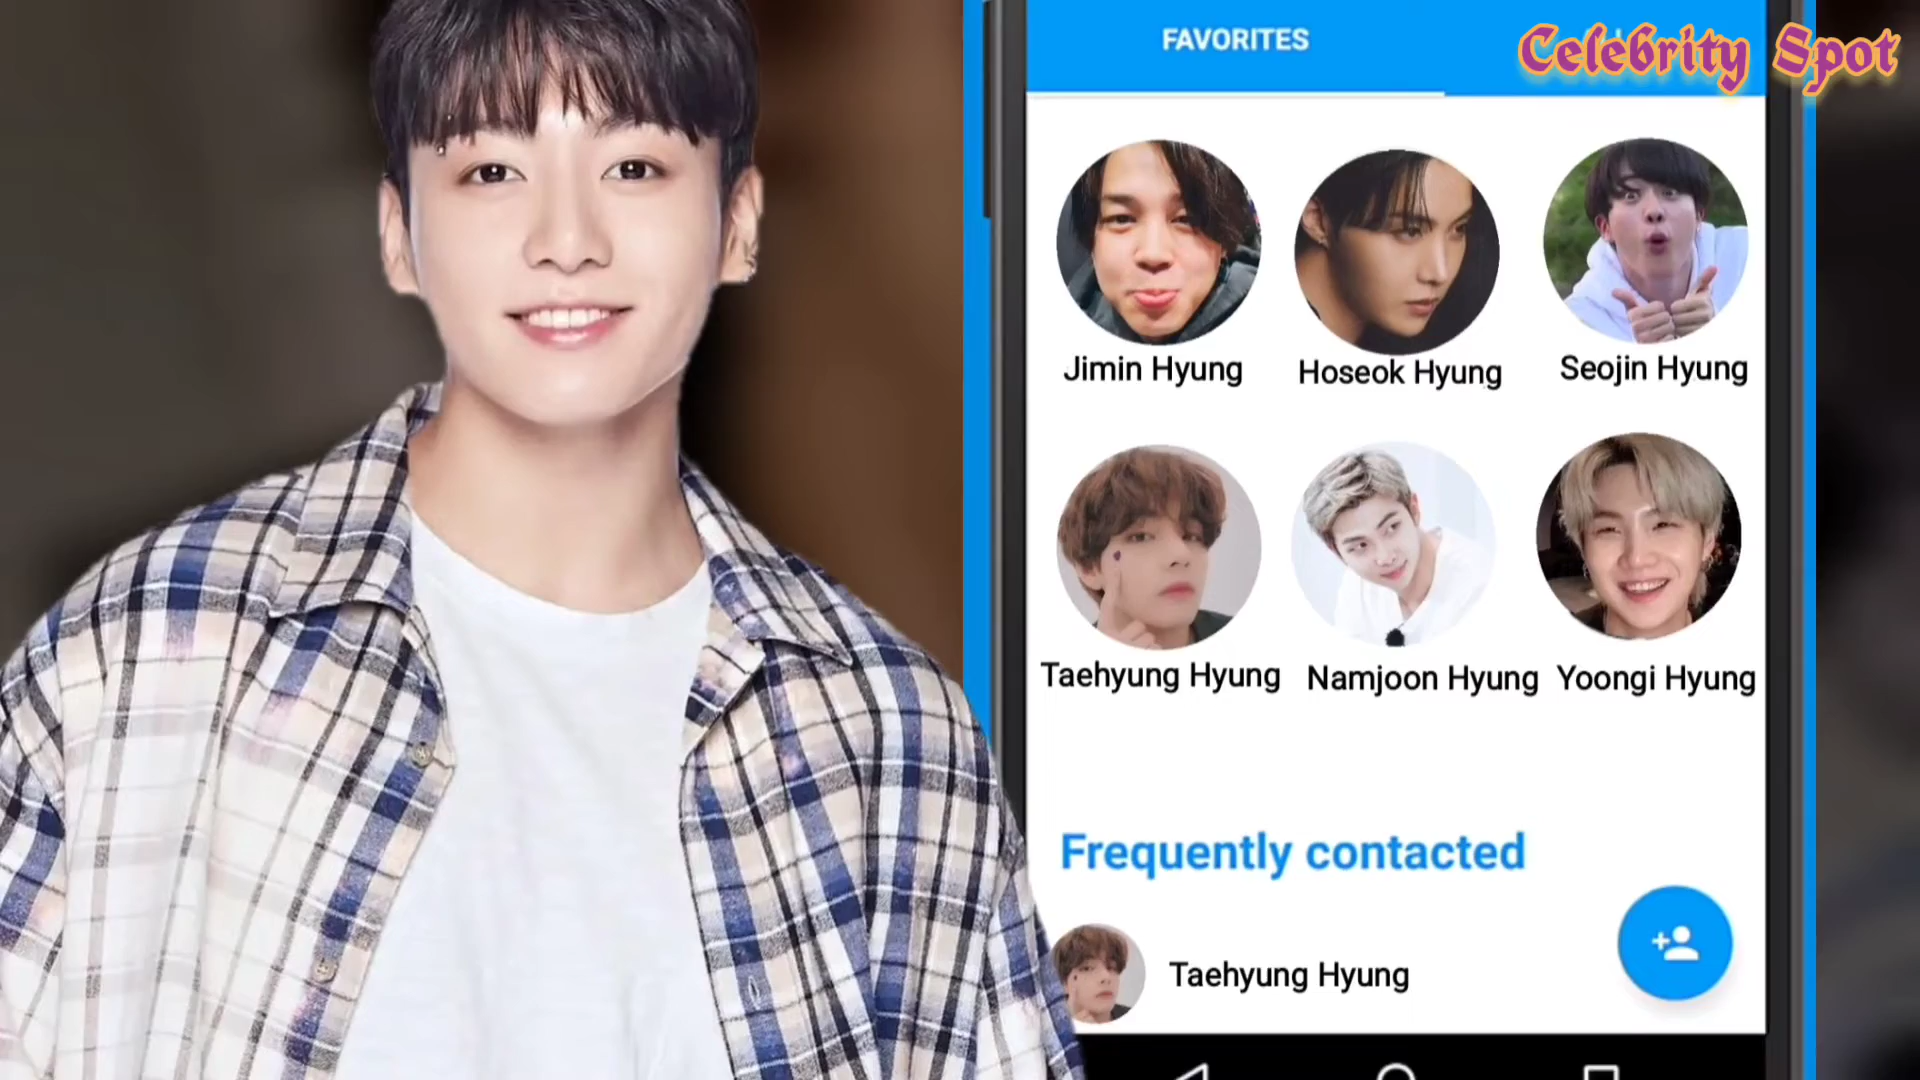 FAVORITES
Celebrity Spot
Jimin Hyung
Hoseok Hyung
Seojin Hyung
Taehyung Hyung
Namjoon Hyung
Yoongi Hyung
Frequently contacted
Taehyung Hyung